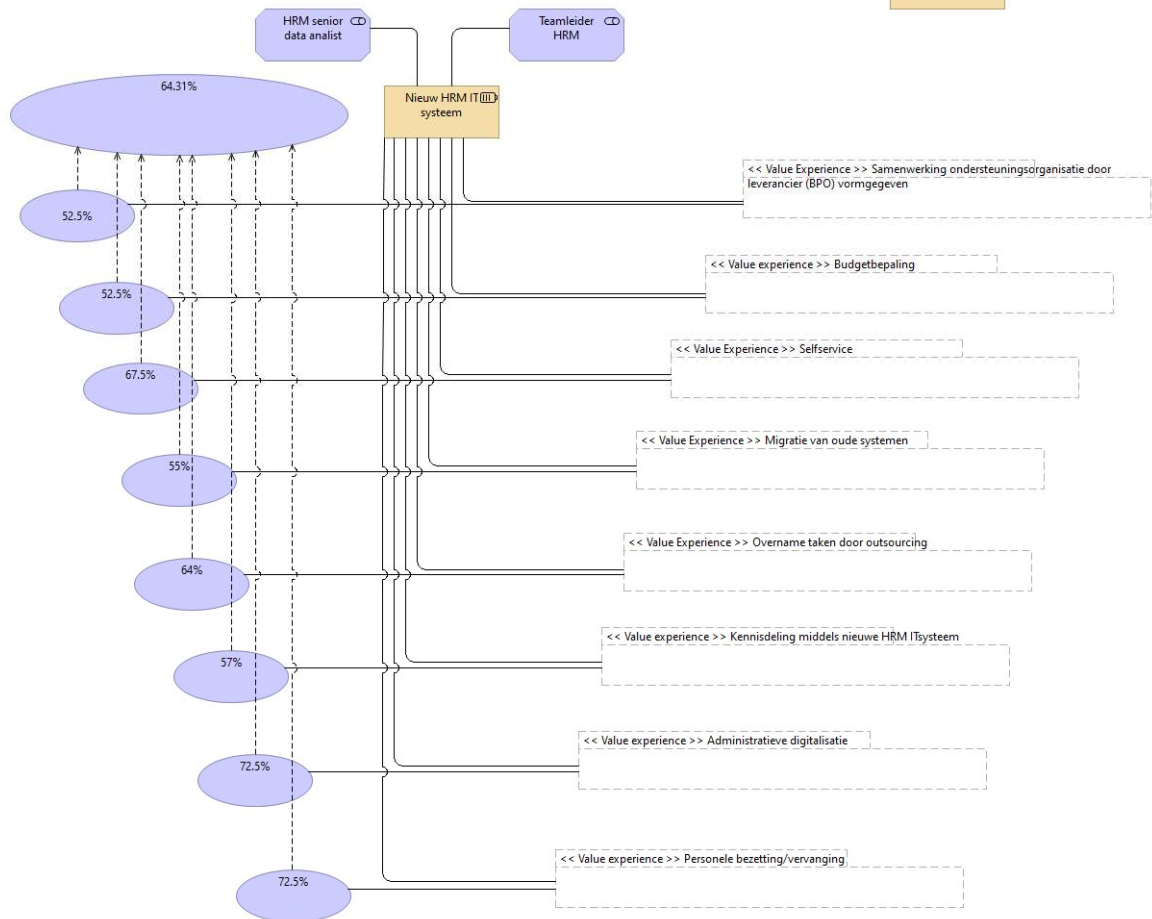 HRM senior
data analist
Teamleider
HRM
64.31%
Nieuw HRM IT
systeem
<< Value Experience >> Samenwerking ondersteuningsorganisatie door
leverancier (BPO) vormgegeven
52.5%
<< Value experience >> Budgetbepaling
52.5%
<< Value Experience >> Selfservice
67.5%
<< Value Experience >> Migratie van oude systemen
55%
<< Value Experience >> Overname taken door outsourcing
64%
<< Value experience >> Kennisdeling middels nieuwe HRM ITsysteem
57%
<< Value experience >> Administratieve digitalisatie
72.5%
<< Value experience >> Personele bezetting/vervanging
72.5%